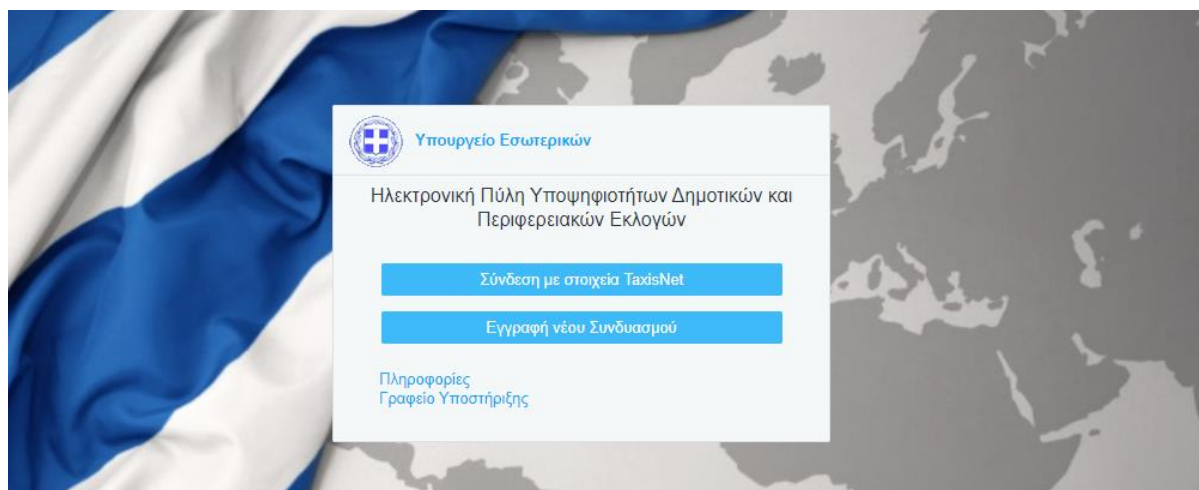 Υπουργείο Εσωτερικών
Ηλεκτρονική Πύλη Υποψηφιοτήτων Δημοτικών και
Περιφερειακών Εκλογών
Σύνδεση με στοιχεία TaxisNet
Εγγραφή νέου Συνδυασμού
Πληροφορίες
Γραφείο Υποστήριξης